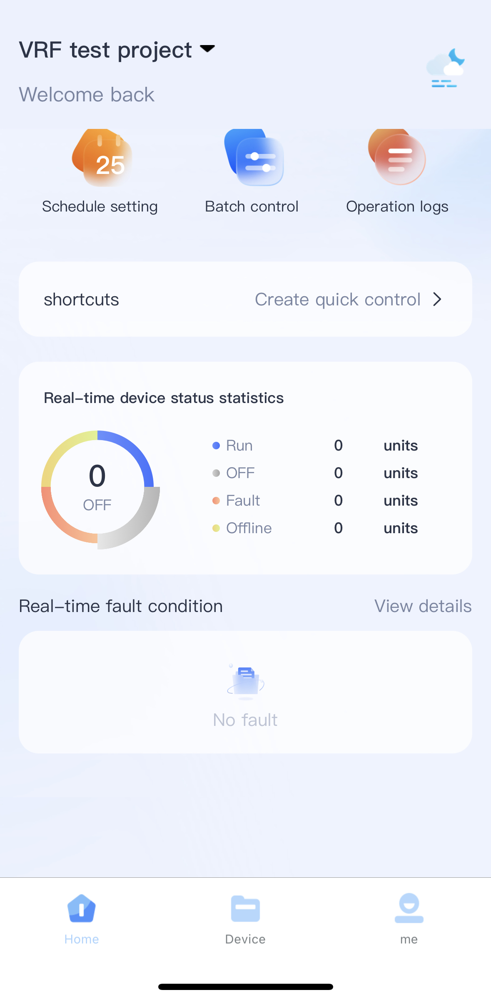 VRF test project
Welcome back
25
Schedule setting
Batch control
Operation logs
shortcuts
Create quick control
Real-time device status statistics
0
OFF
Run 0 units
OFF 0 units
Fault 0 units
Offline 0 units
Real-time fault condition
View details
No fault
Home
Device
me